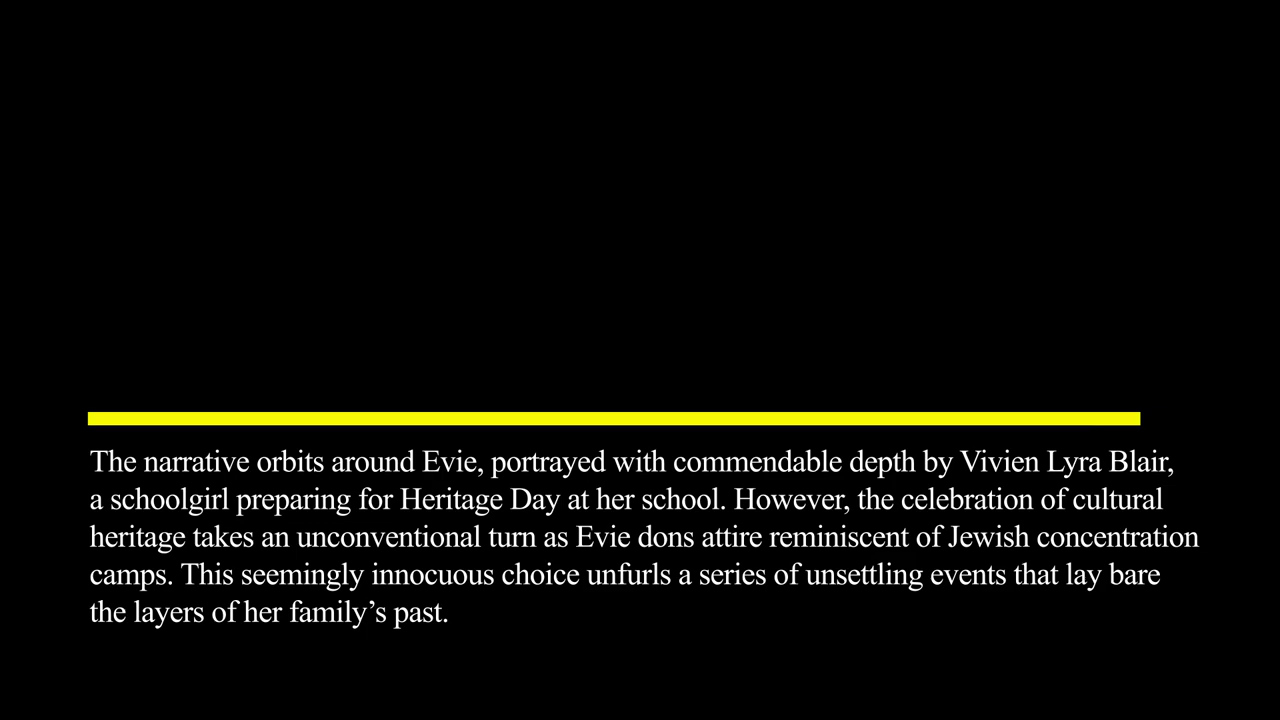 The narrative orbits around Evie, portrayed with commendable depth by Vivien Lyra Blair,
a schoolgirl preparing for Heritage Day at her school. However, the celebration of cultural
heritage takes an unconventional turn as Evie dons attire reminiscent of Jewish concentration
camps. This seemingly innocuous choice unfurls a series of unsettling events that lay bare
the layers of her family’s past.